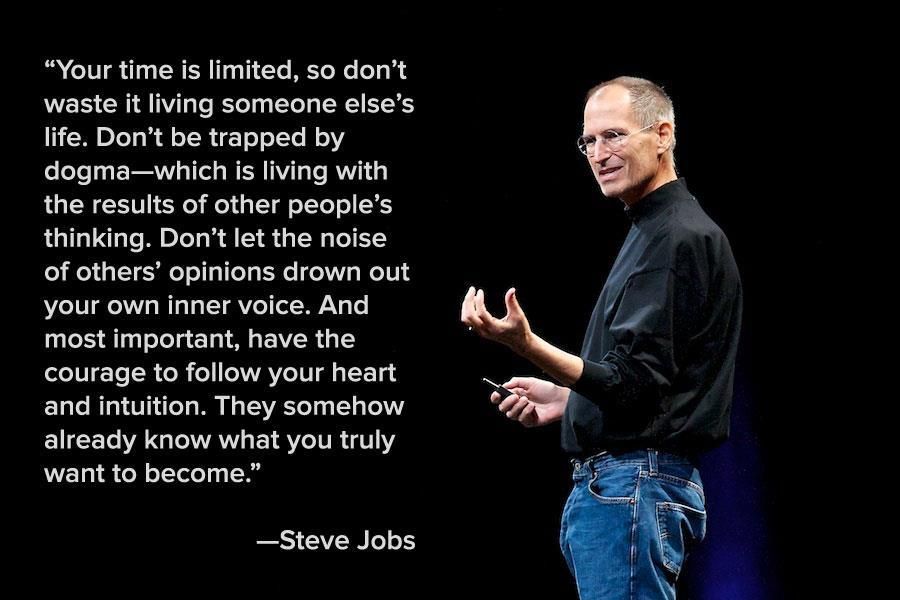 “Your time is limited, so don’t
waste it living someone else’s
life. Don’t be trapped by
dogma—which is living with
the results of other people’s
thinking. Don’t let the noise
of others’ opinions drown out
your own inner voice. And
most important, have the
courage to follow your heart
and intuition. They somehow
already know what you truly
want to become.”
—Steve Jobs